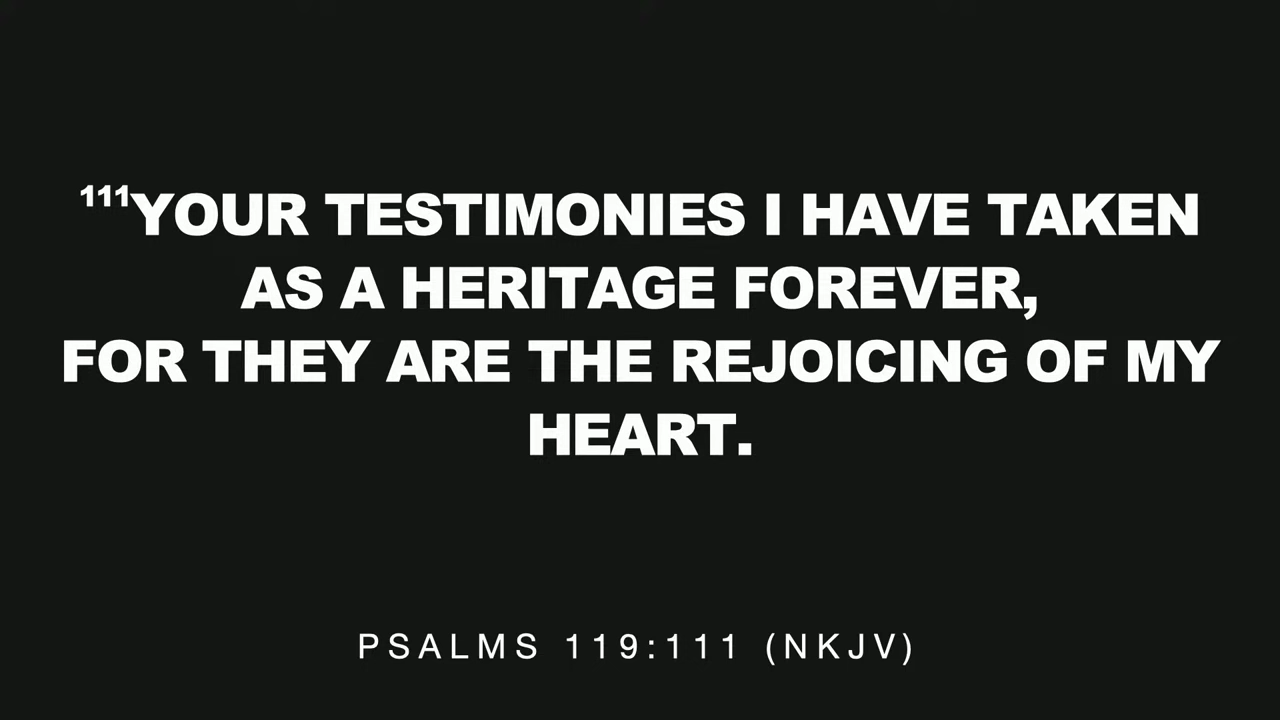 ¹¹¹YOUR TESTIMONIES I HAVE TAKEN
AS A HERITAGE FOREVER,
FOR THEY ARE THE REJOICING OF MY
HEART.
PSALMS 119:111 (NKJV)